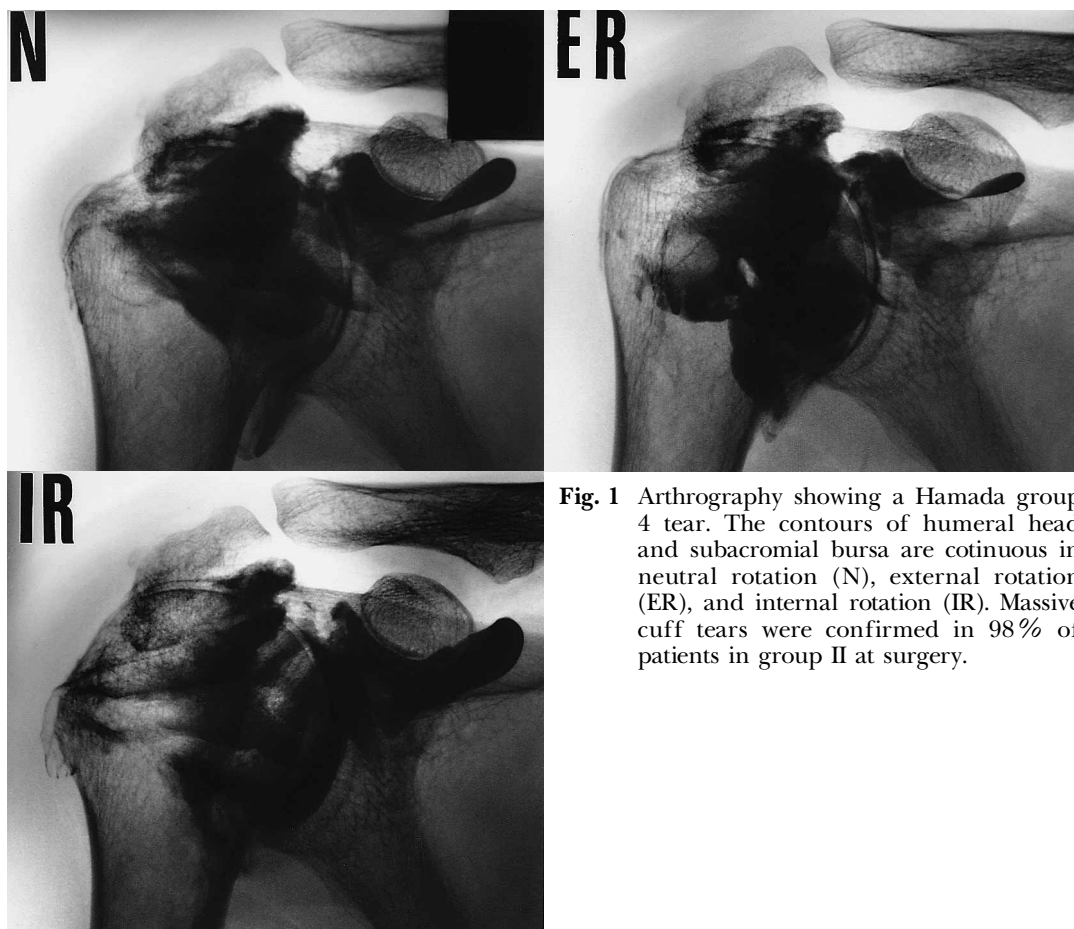 N
ER
IR
Fig. 1 Arthrography showing a Hamada group
4 tear. The contours of humeral head
and subacromial bursa are cotinuous in
neutral rotation (N), external rotation
(ER), and internal rotation (IR). Massive
cuff tears were confirmed in 98% of
patients in group II at surgery.